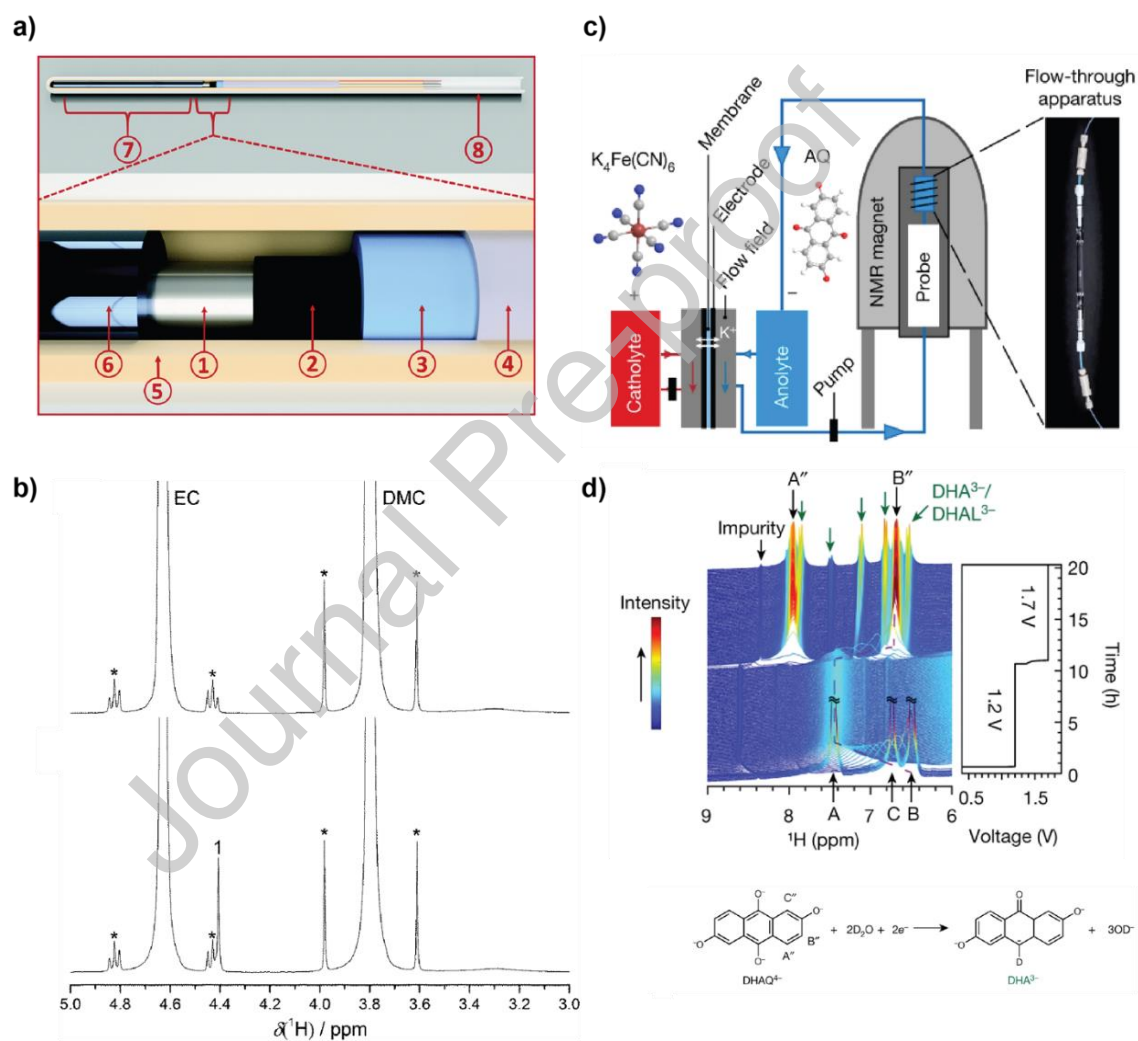 a)
7
8
6
1
2
3
4
5
c)
K₄Fe(CN)₆
Membrane
Electrode
Flow field
AQ
+
−
K⁺
Catholyte
Anolyte
Pump
NMR magnet
Probe
Flow-through
apparatus
b)
EC
DMC
*
*
*
*
*
*
1
*
*
5.0 4.8 4.6 4.4 4.2 4.0 3.8 3.6 3.4 3.2 3.0
δ(¹H) / ppm
d)
A″
B″
DHA³⁻/
DHAL³⁻
Impurity
Intensity
A
C
B
9 8 7 6
¹H (ppm)
1.7 V
1.2 V
20
15
10
5
0
Time (h)
0.5 1.5
Voltage (V)
O⁻
C″
O⁻
B″
A″
⁻O
O⁻
DHAQ⁴⁻
+ 2D₂O + 2e⁻
O
O⁻
⁻O
D
DHA³⁻
+ 3OD⁻
Journal Pre-proof